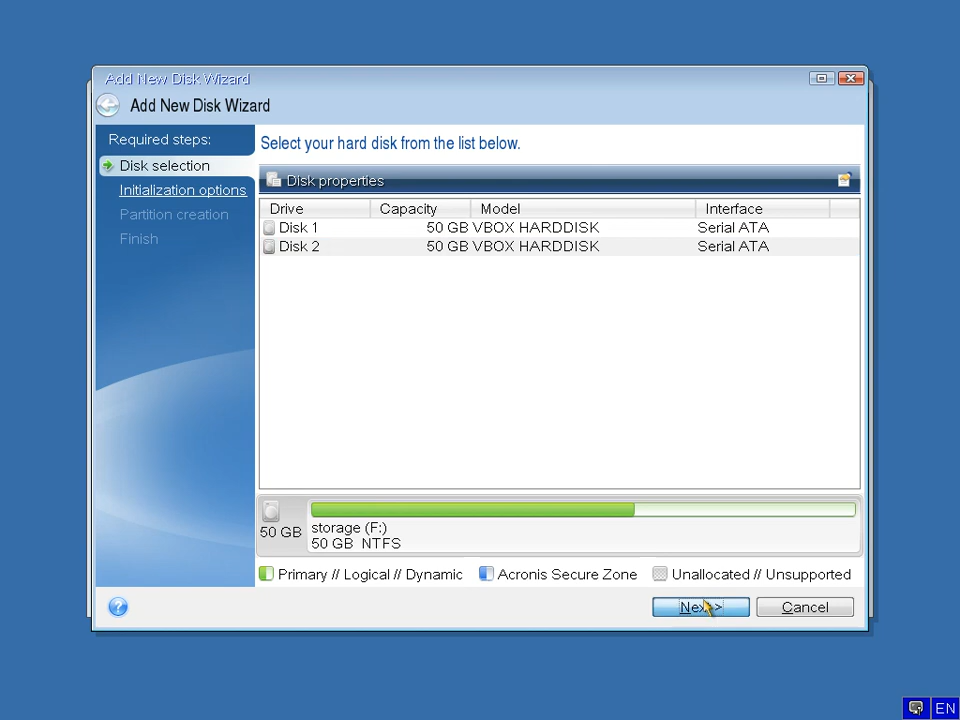 Add New Disk Wizard
Add New Disk Wizard
Required steps:
Disk selection
Initialization options
Partition creation
Finish
Select your hard disk from the list below.
Disk properties
Drive Capacity Model Interface
Disk 1 50 GB VBOX HARDDISK Serial ATA
Disk 2 50 GB VBOX HARDDISK Serial ATA
50 GB
storage (F:)
50 GB NTFS
Primary // Logical // Dynamic Acronis Secure Zone Unallocated // Unsupported
? Next > Cancel
EN